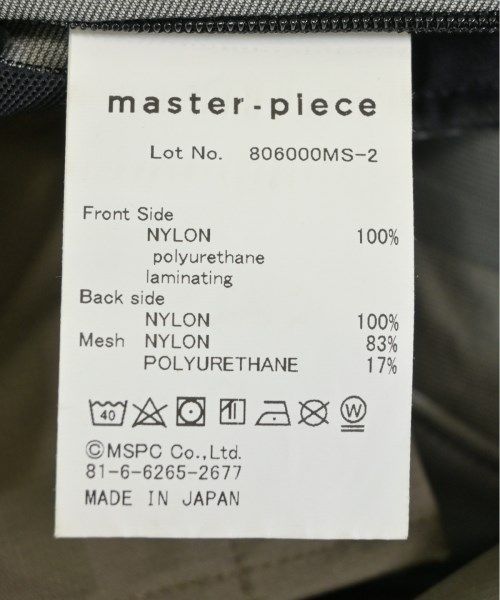 master-piece
Lot No. 806000MS-2
Front Side
NYLON 100%
polyurethane
laminating
Back side
NYLON 100%
Mesh NYLON 83%
POLYURETHANE 17%
40 W
©MSPC Co.,Ltd.
81-6-6265-2677
MADE IN JAPAN